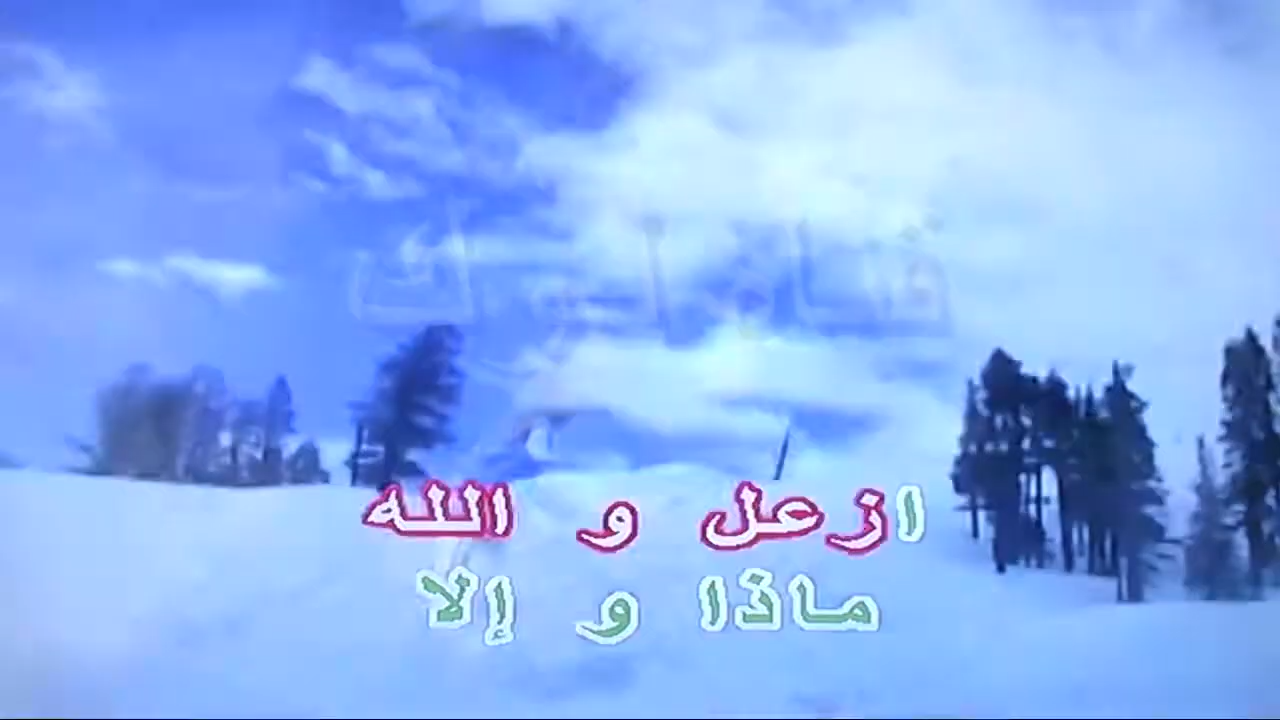 ازعل و الله
ماذا و إلا